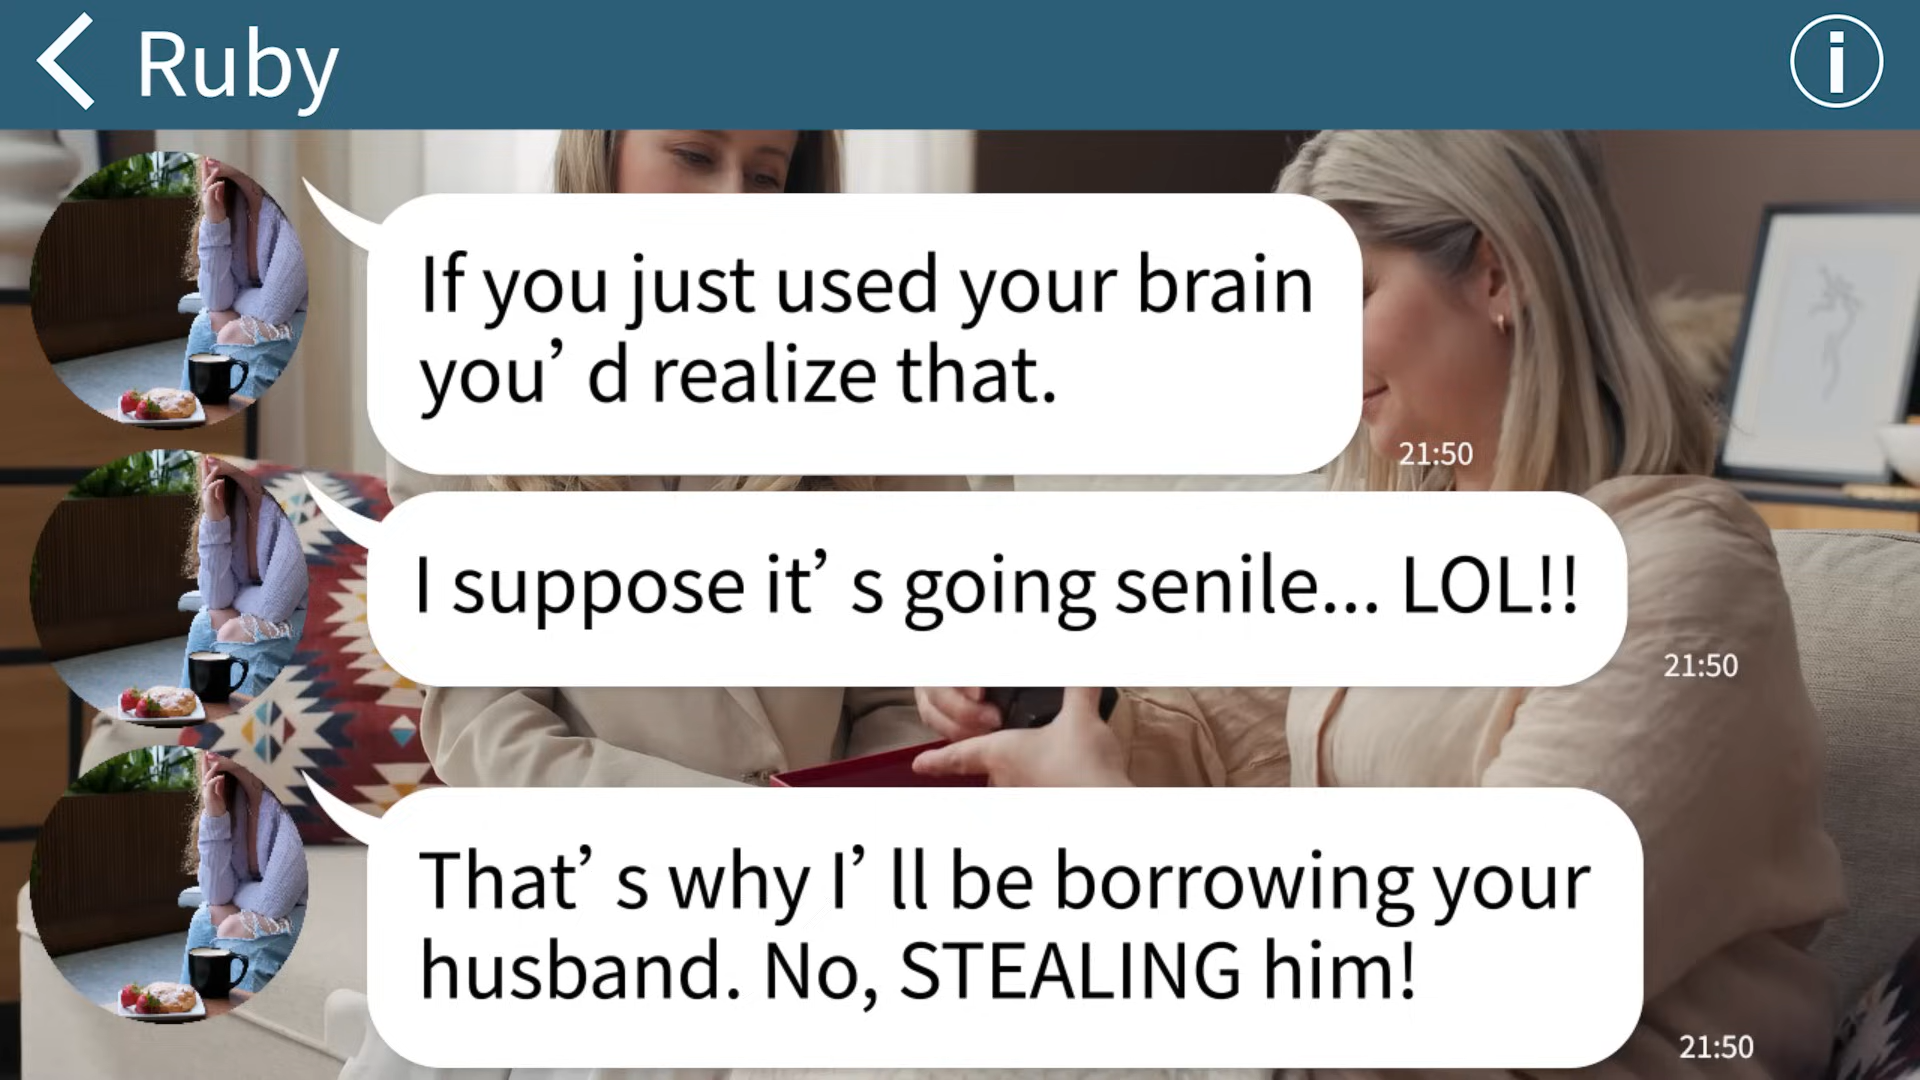 Ruby
If you just used your brain
you’d realize that.
21:50
I suppose it’s going senile... LOL!!
21:50
That’s why I’ll be borrowing your
husband. No, STEALING him!
21:50